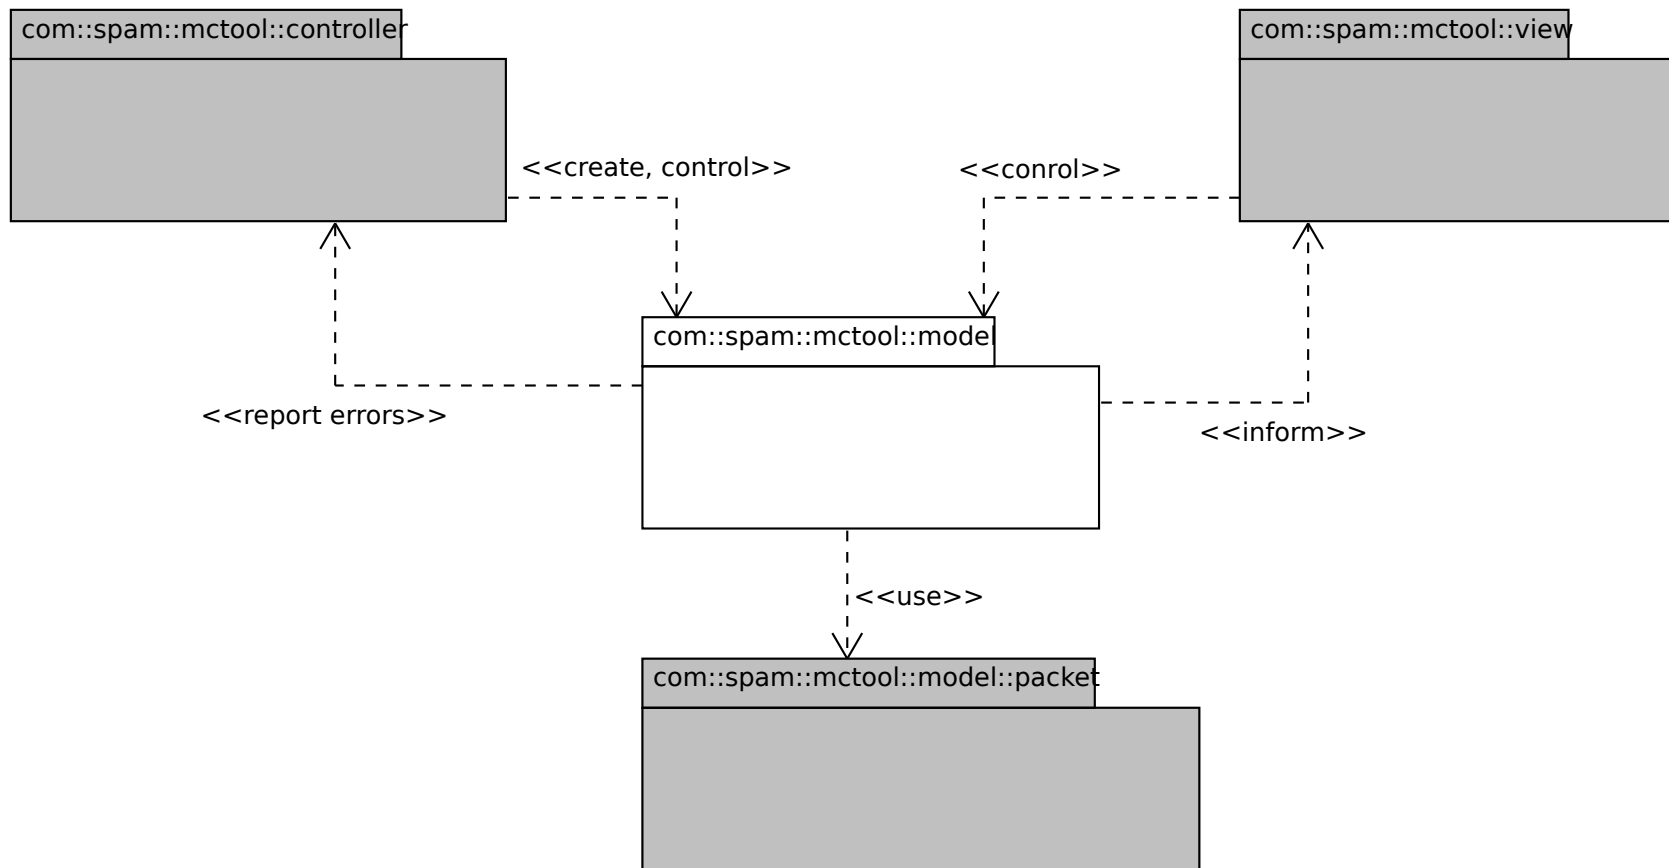 com::spam::mctool::controller
com::spam::mctool::view
<<create, control>>
<<conrol>>
com::spam::mctool::model
<<report errors>>
<<inform>>
<<use>>
com::spam::mctool::model::packet